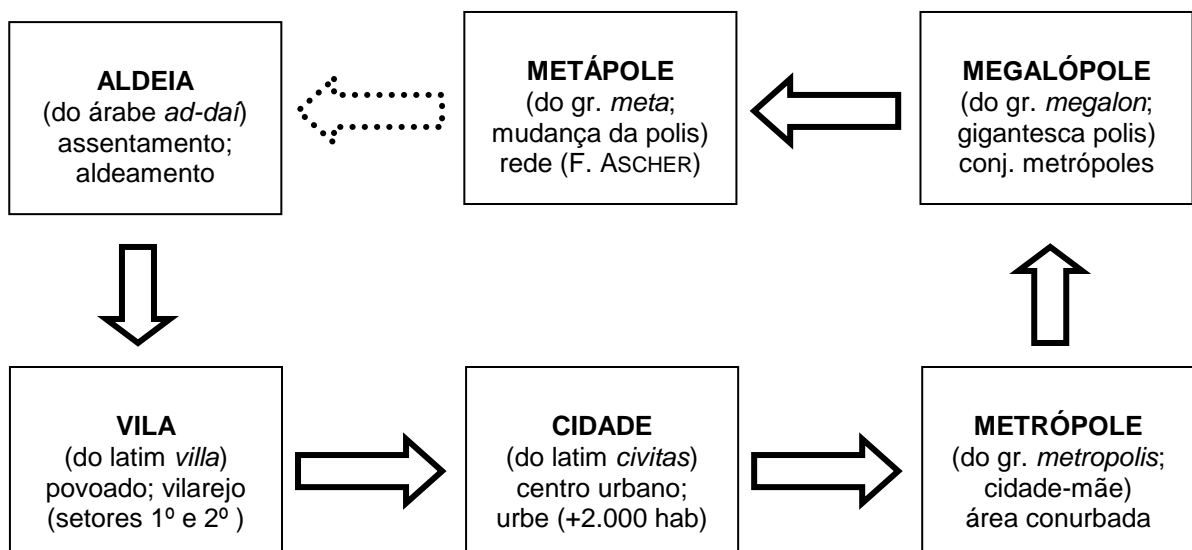 ALDEIA
(do árabe ad-daí)
assentamento;
aldeamento
METÁPOLE
(do gr. meta;
mudança da polis)
rede (F. ASCHER)
MEGALÓPOLE
(do gr. megalon;
gigantesca polis)
conj. metrópoles
VILA
(do latim villa)
povoado; vilarejo
(setores 1º e 2º )
CIDADE
(do latim civitas)
centro urbano;
urbe (+2.000 hab)
METRÓPOLE
(do gr. metropolis;
cidade-mãe)
área conurbada